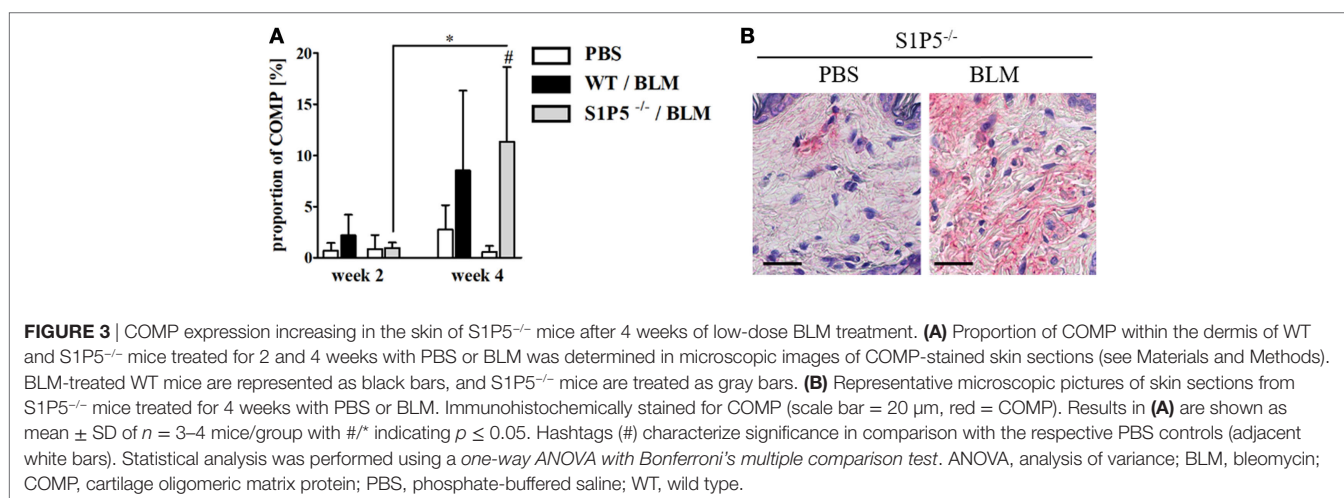 A
proportion of COMP [%]
20
15
10
5
0
week 2
week 4
*
#
PBS
WT / BLM
S1P5 -/- / BLM
B
S1P5-/-
PBS
BLM
FIGURE 3 | COMP expression increasing in the skin of S1P5−/− mice after 4 weeks of low-dose BLM treatment. (A) Proportion of COMP within the dermis of WT
and S1P5−/− mice treated for 2 and 4 weeks with PBS or BLM was determined in microscopic images of COMP-stained skin sections (see Materials and Methods).
BLM-treated WT mice are represented as black bars, and S1P5−/− mice are treated as gray bars. (B) Representative microscopic pictures of skin sections from
S1P5−/− mice treated for 4 weeks with PBS or BLM. Immunohistochemically stained for COMP (scale bar = 20 µm, red = COMP). Results in (A) are shown as
mean ± SD of n = 3–4 mice/group with #/* indicating p ≤ 0.05. Hashtags (#) characterize significance in comparison with the respective PBS controls (adjacent
white bars). Statistical analysis was performed using a one-way ANOVA with Bonferroni's multiple comparison test. ANOVA, analysis of variance; BLM, bleomycin;
COMP, cartilage oligomeric matrix protein; PBS, phosphate-buffered saline; WT, wild type.